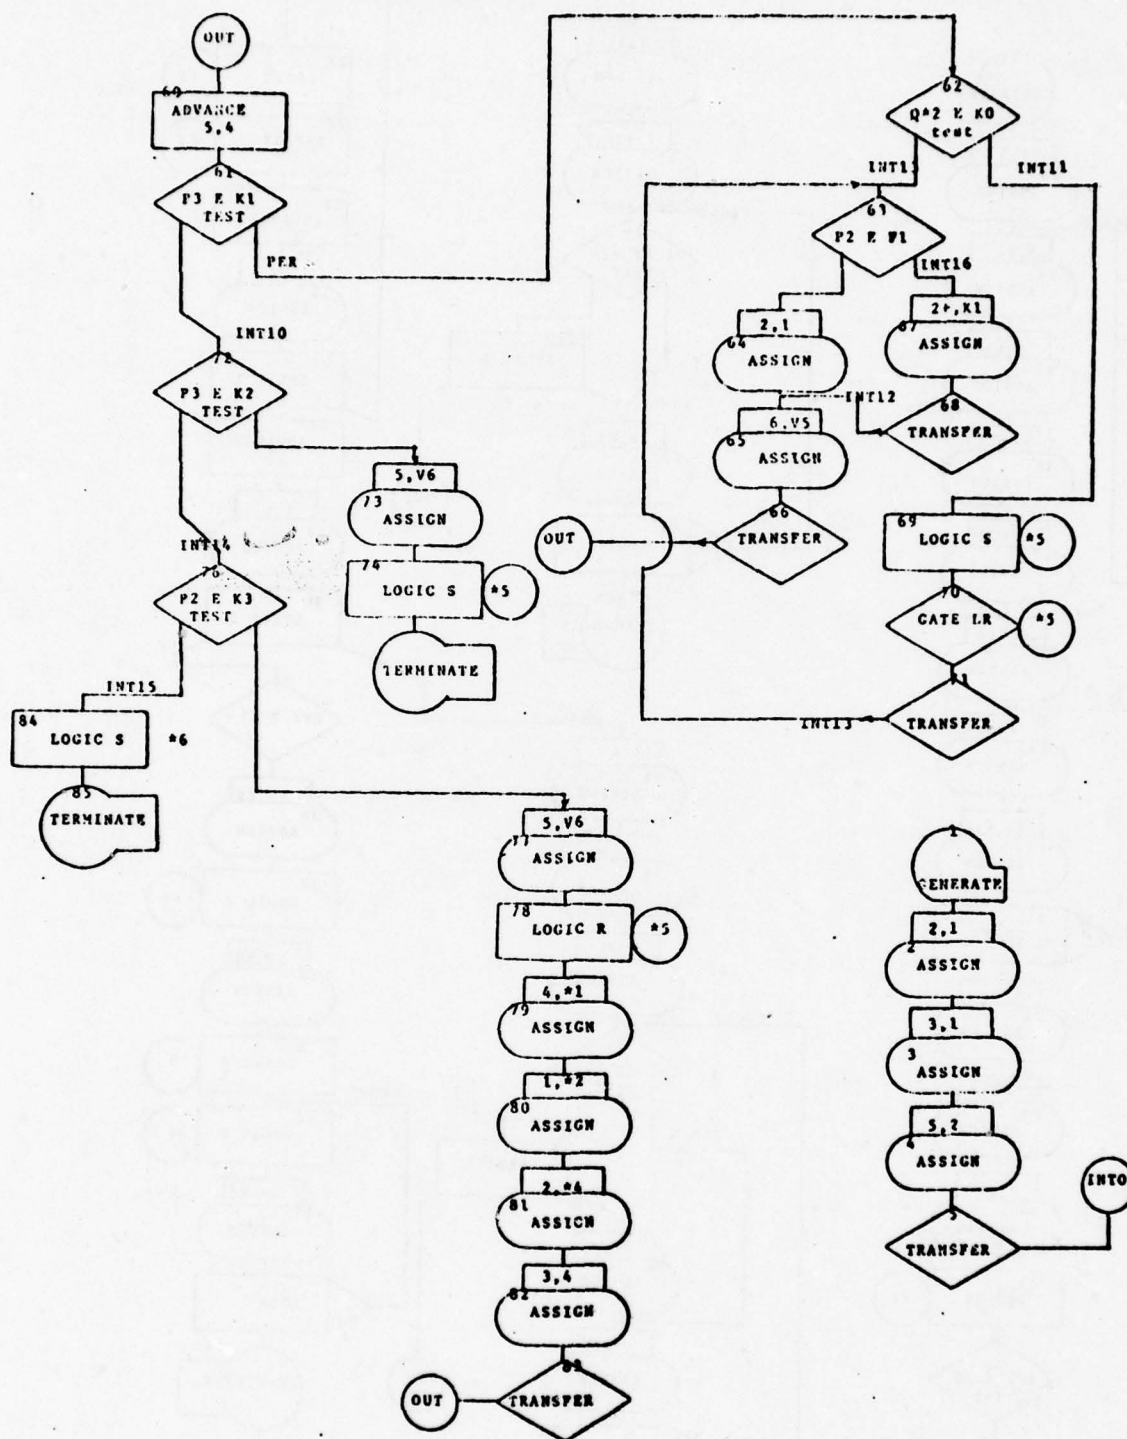 OUT
60
ADVANCE
5,4
61
P3 E K1
TEST
PER
INT10
72
P3 E K2
TEST
5,V6
73
ASSIGN
74
LOGIC S
*5
TERMINATE
INT14
76
P2 E K3
TEST
INT15
84
LOGIC S
*6
85
TERMINATE
5,V6
77
ASSIGN
78
LOGIC R
*5
4,*1
79
ASSIGN
1,*2
80
ASSIGN
2,*4
81
ASSIGN
3,4
82
ASSIGN
83
TRANSFER
OUT
62
Q*2 E K0
test
INT11
63
INT16
2,1
64
ASSIGN
2+,K1
67
ASSIGN
INT12
6,V5
65
ASSIGN
68
TRANSFER
66
TRANSFER
OUT
69
LOGIC S
*5
70
GATE LR
*5
71
TRANSFER
INT13
1
GENERATE
2,1
2
ASSIGN
3,1
3
ASSIGN
5,2
4
ASSIGN
5
TRANSFER
INTO